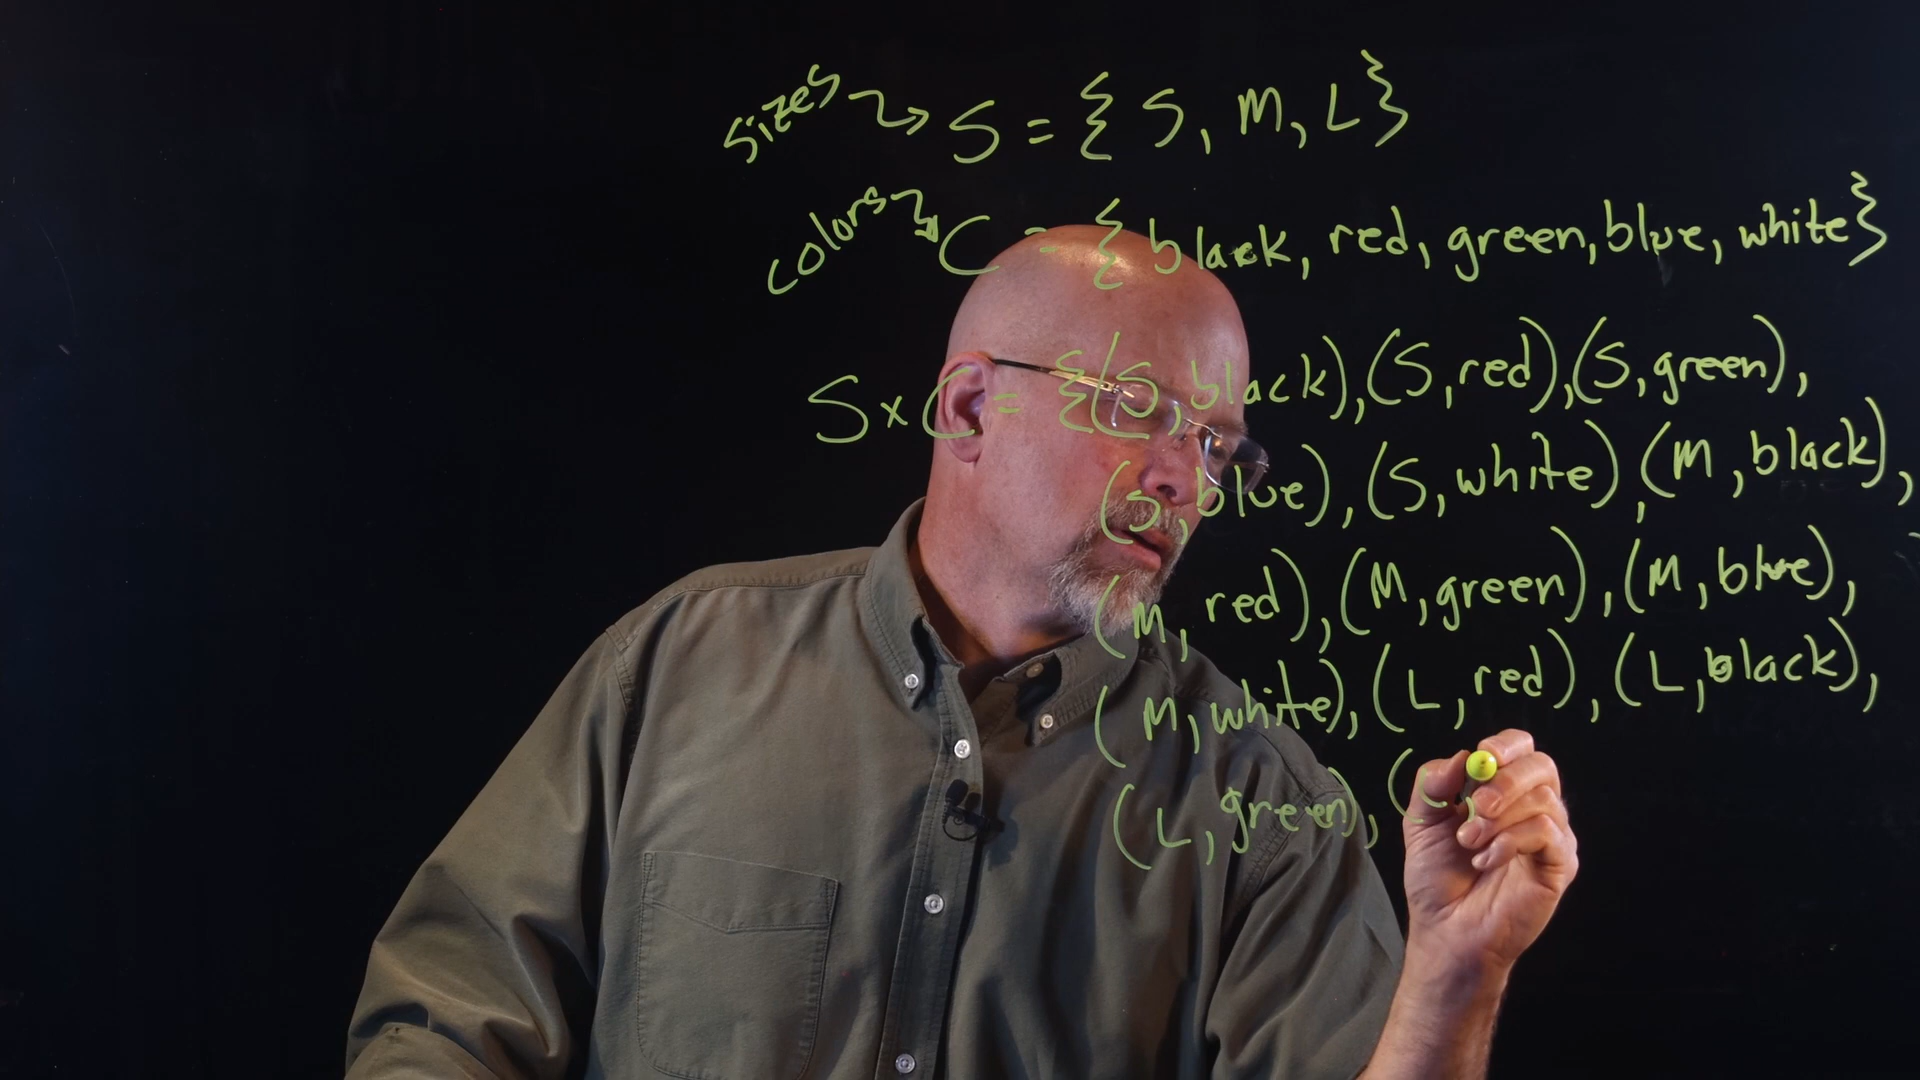 sizes S = { S, M, L}
colors C = { black, red, green, blue, white}
S x C = {(S, black), (S, red), (S, green),
(S, blue), (S, white), (M, black),
(M, red), (M, green), (M, blue),
(M, white), (L, red), (L, black),
(L, green), (L,